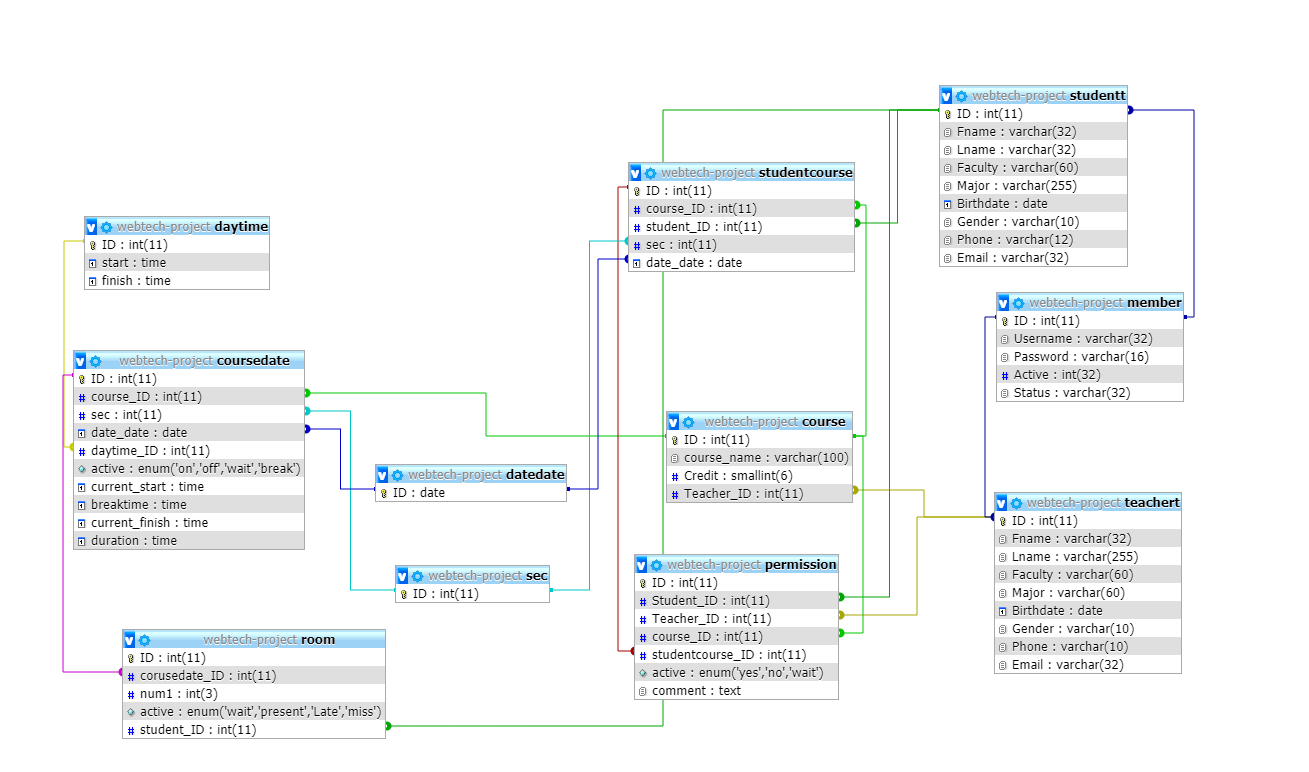 webtech-project studentt
ID : int(11)
Fname : varchar(32)
Lname : varchar(32)
Faculty : varchar(60)
Major : varchar(255)
Birthdate : date
Gender : varchar(10)
Phone : varchar(12)
Email : varchar(32)
webtech-project studentcourse
ID : int(11)
course_ID : int(11)
student_ID : int(11)
sec : int(11)
date_date : date
webtech-project daytime
ID : int(11)
start : time
finish : time
webtech-project member
ID : int(11)
Username : varchar(32)
Password : varchar(16)
Active : int(32)
Status : varchar(32)
webtech-project coursedate
ID : int(11)
course_ID : int(11)
sec : int(11)
date_date : date
daytime_ID : int(11)
active : enum('on','off','wait','break')
current_start : time
breaktime : time
current_finish : time
duration : time
webtech-project course
ID : int(11)
course_name : varchar(100)
Credit : smallint(6)
Teacher_ID : int(11)
webtech-project datedate
ID : date
webtech-project teachert
ID : int(11)
Fname : varchar(32)
Lname : varchar(255)
Faculty : varchar(60)
Major : varchar(60)
Birthdate : date
Gender : varchar(10)
Phone : varchar(10)
Email : varchar(32)
webtech-project permission
ID : int(11)
Student_ID : int(11)
Teacher_ID : int(11)
course_ID : int(11)
studentcourse_ID : int(11)
active : enum('yes','no','wait')
comment : text
webtech-project sec
ID : int(11)
webtech-project room
ID : int(11)
corusedate_ID : int(11)
num1 : int(3)
active : enum('wait','present','Late','miss')
student_ID : int(11)